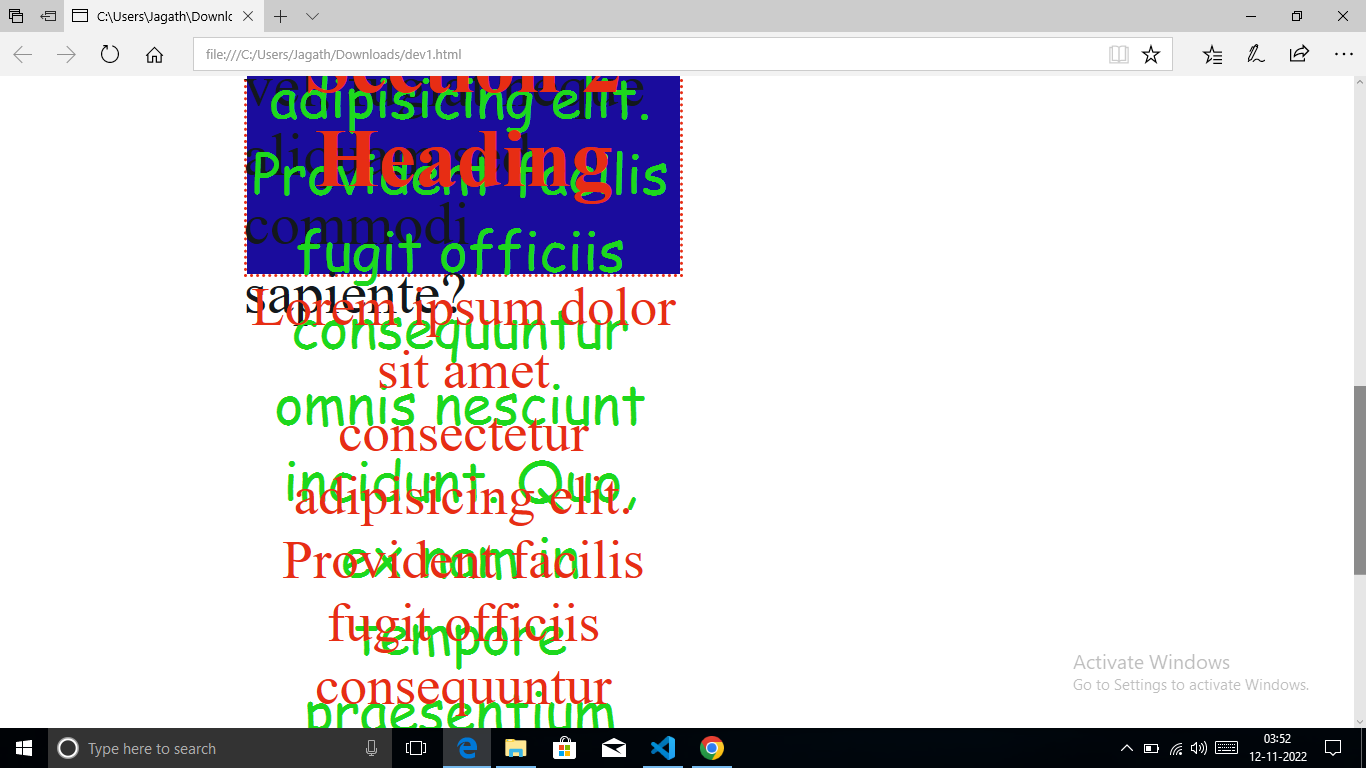 C:\Users\Jagath\Downlc
file:///C:/Users/Jagath/Downloads/dev1.html
Section 2
adipisicing elit.
Heading
Provident facilis
commodi
fugit officiis
sapiente?
Lorem ipsum dolor
consequuntur
sit amet
omnis nesciunt
consectetur
incidunt. Quo,
adipisicing elit.
ex nam in
Provident facilis
fugit officiis
tempore
consequuntur
praesentium
Activate Windows
Go to Settings to activate Windows.
Type here to search
03:52
12-11-2022